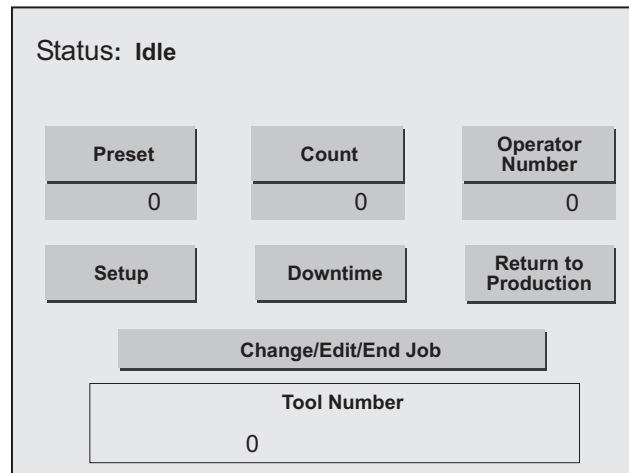 Status: Idle
Preset
Count
Operator
Number
0
0
0
Setup
Downtime
Return to
Production
Change/Edit/End Job
Tool Number
0